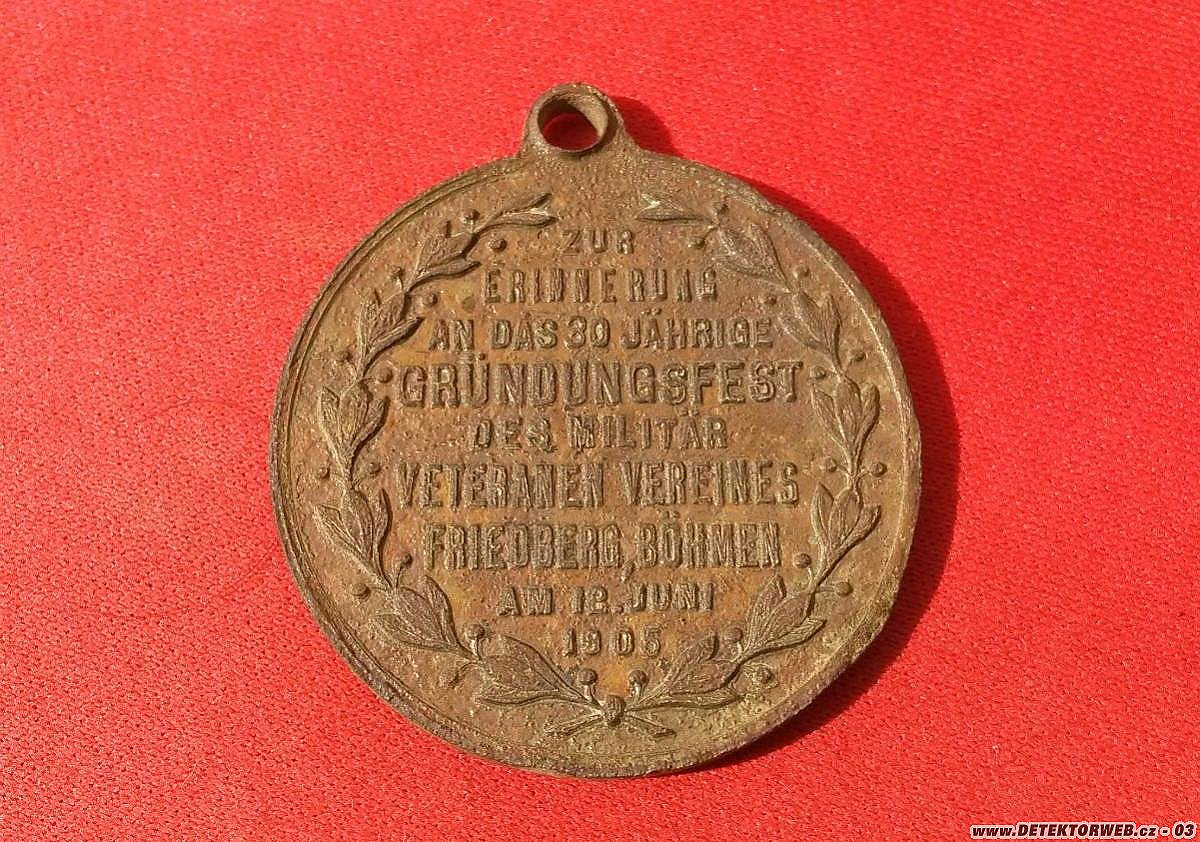 ZUR
ERINNERUNG
AN DAS 30 JÄHRIGE
GRÜNDUNGSFEST
DES MILITÄR
VETERANEN VEREINES
FRIEDBERG, BÖHMEN
AM 12. JUNI
1905
www.DETEKTORWEB.cz - 03